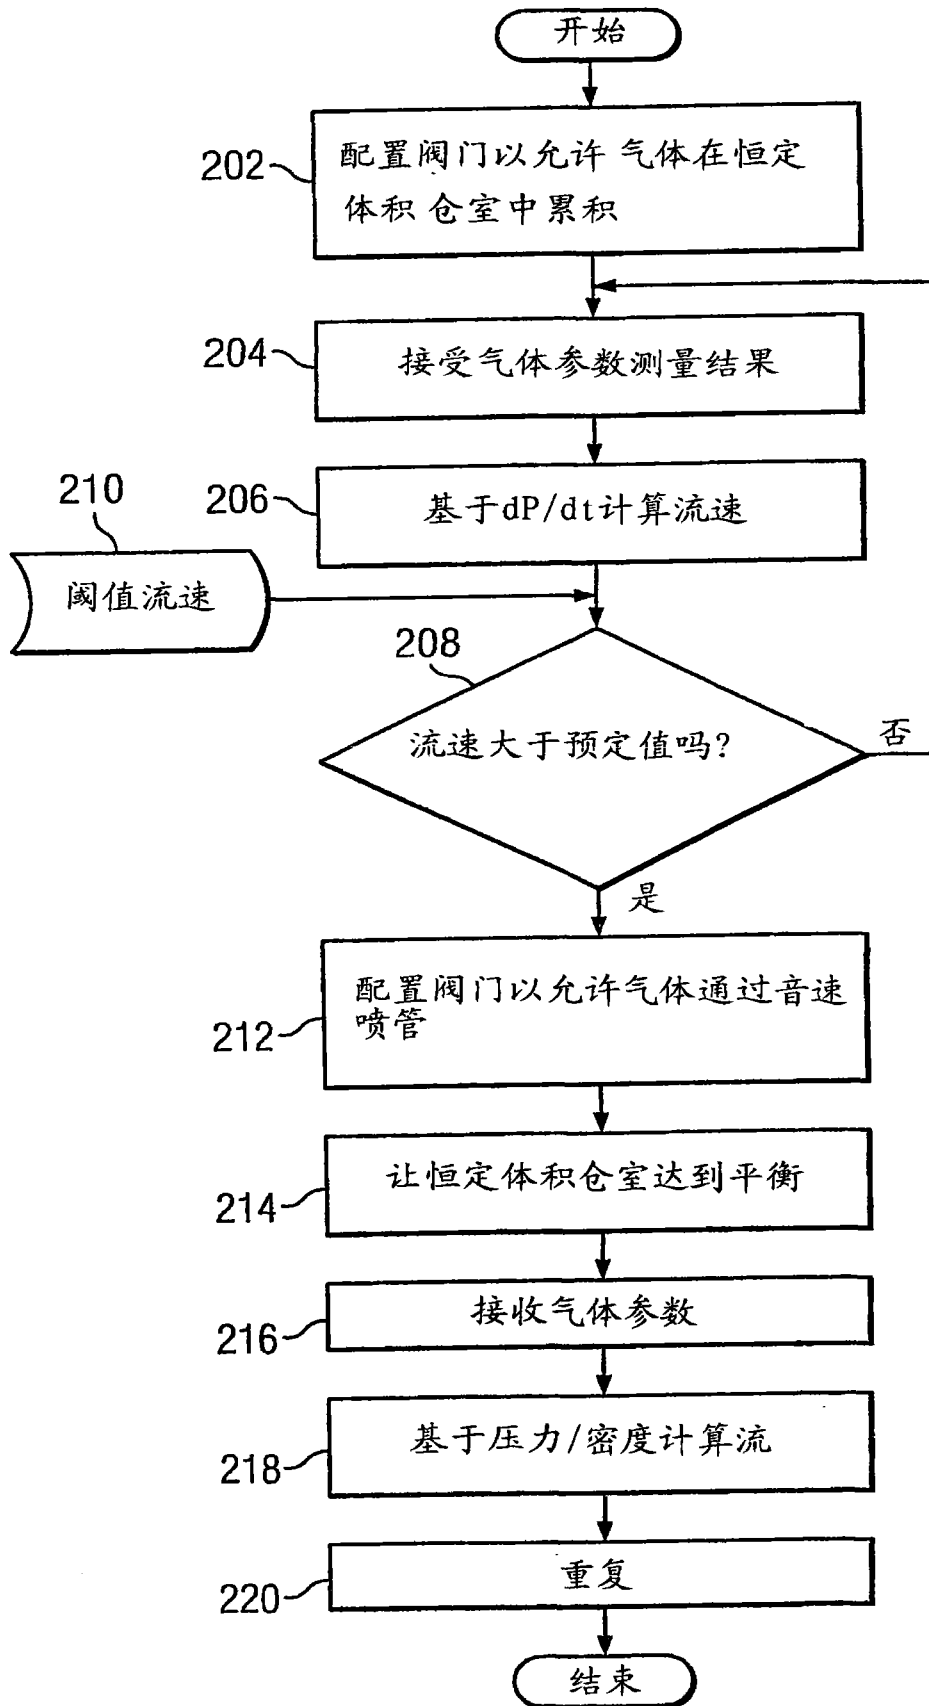 开始
202
配置阀门以允许 气体在恒定
体积 仓室中累积
204
接受气体参数测量结果
206
基于dP/dt计算流速
210
阈值流速
208
流速大于预定值吗?
否
是
212
配置阀门以允许气体通过音速
喷管
214
让恒定体积仓室达到平衡
216
接收气体参数
218
基于压力/密度计算流
220
重复
结束